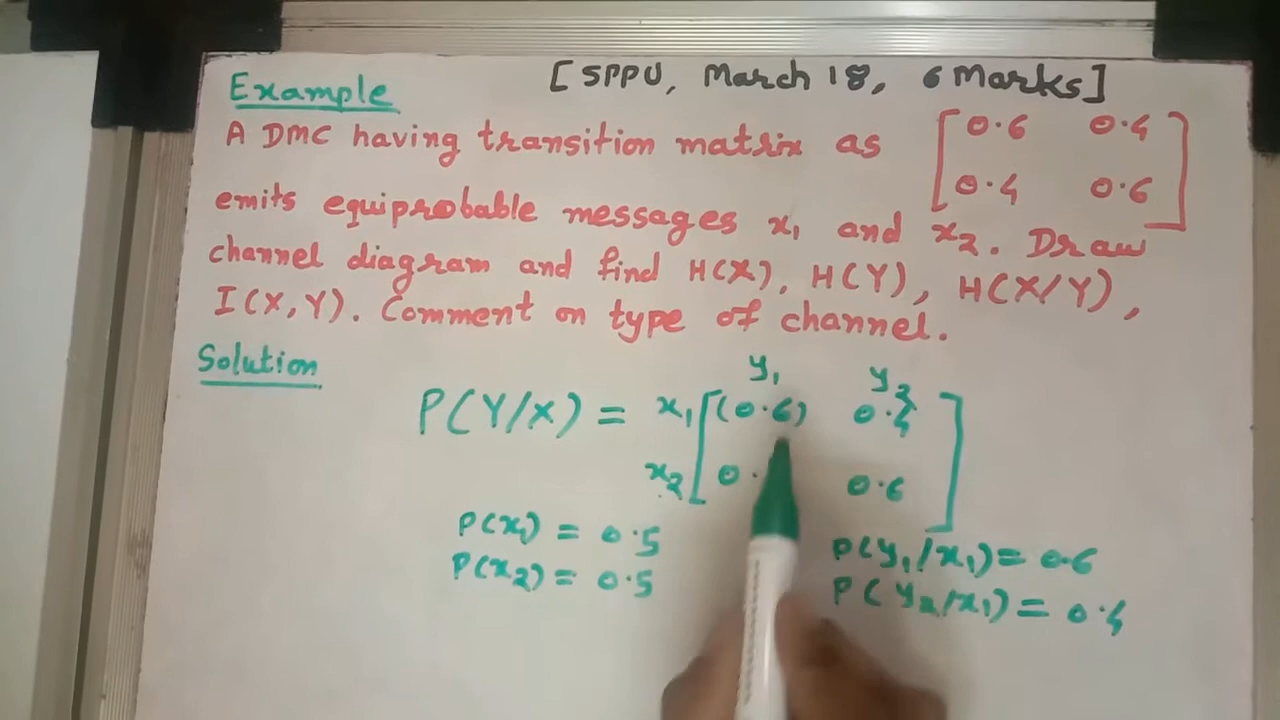 Example [SPPU, March 18, 6 Marks]
A DMC having transition matrix as [0.6 0.4
0.4 0.6]
emits equiprobable messages x₁ and x₂. Draw
channel diagram and find H(X), H(Y), H(X/Y),
I(X,Y). Comment on type of channel.
Solution
y₁ y₂
P(Y/X) = x₁ [(0.6) 0.4
x₂ 0. 0.6]
P(x₁) = 0.5
P(x₂) = 0.5
P(y₁/x₁) = 0.6
P(y₂/x₁) = 0.4